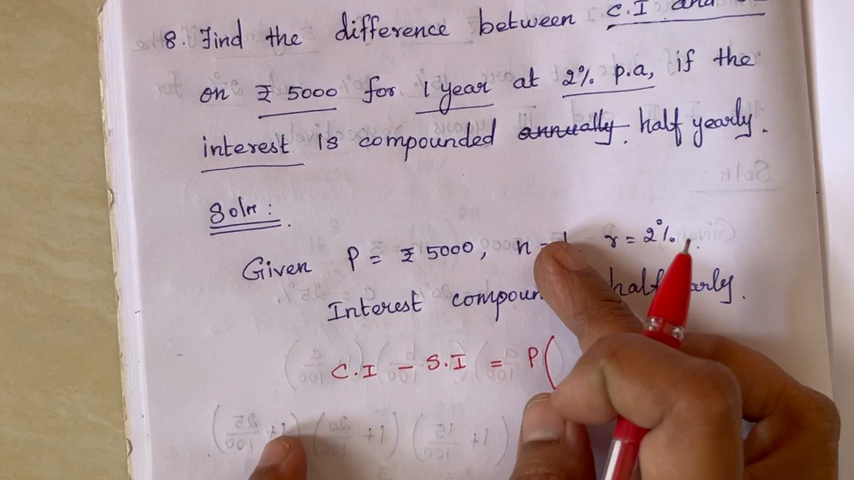 8. Find the difference between C.I and
on ₹ 5000 for 1 year at 2% p.a, if the
interest is compounded annually. half yearly.
Soln:
Given P = ₹ 5000, n = r = 2%.
Interest compoun half yearly.
C.I - S.I = P(